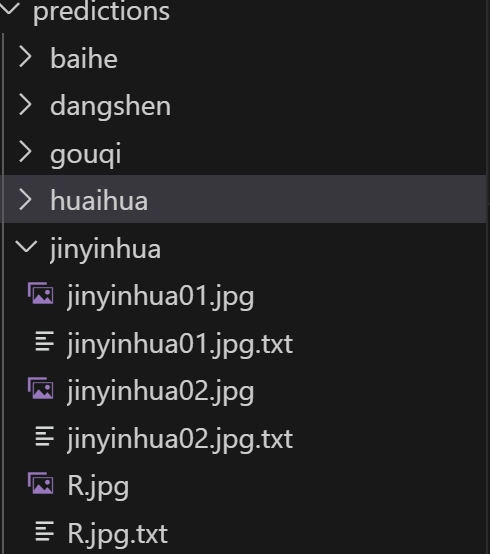 predictions
baihe
dangshen
gouqi
huaihua
jinyinhua
jinyinhua01.jpg
jinyinhua01.jpg.txt
jinyinhua02.jpg
jinyinhua02.jpg.txt
R.jpg
R.jpg.txt